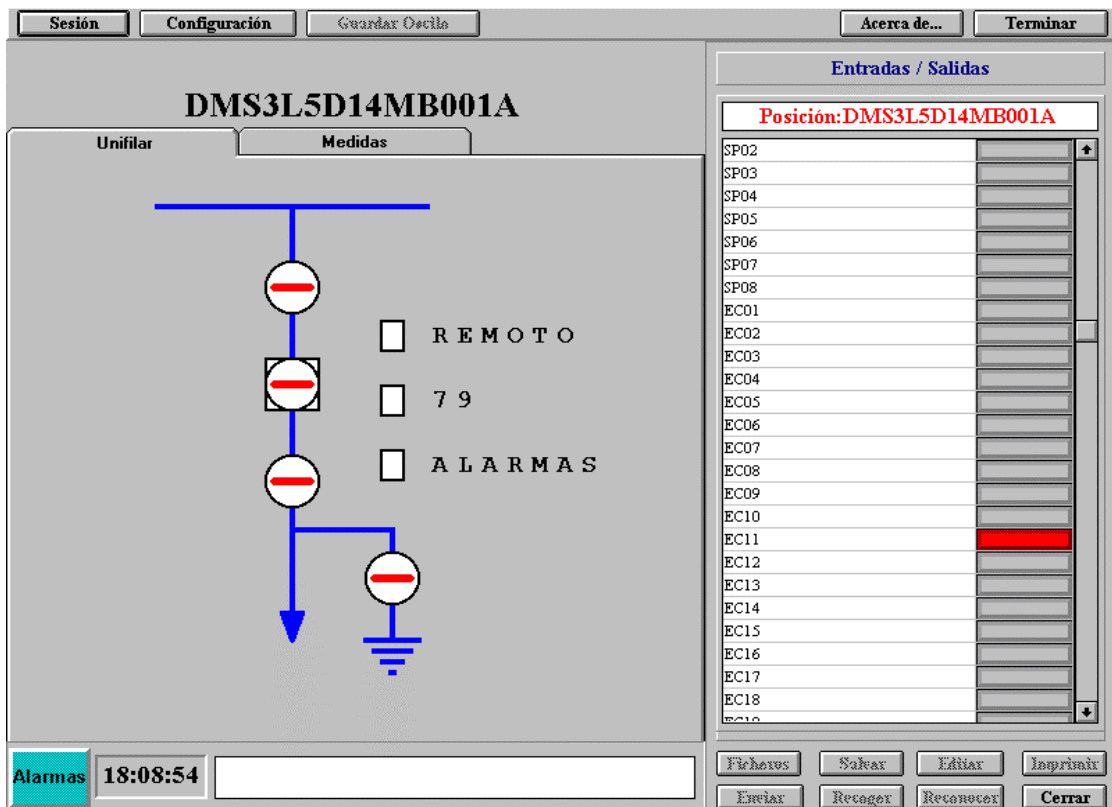 Sesión
Configuración
Guardar Oscilo
Acerca de...
Terminar
DMS3L5D14MB001A
Unifilar
Medidas
REMOTO
79
ALARMAS
Entradas / Salidas
Posición:DMS3L5D14MB001A
SP02
SP03
SP04
SP05
SP06
SP07
SP08
EC01
EC02
EC03
EC04
EC05
EC06
EC07
EC08
EC09
EC10
EC11
EC12
EC13
EC14
EC15
EC16
EC17
EC18
EC19
Ficheros
Salvar
Editar
Imprimir
Enviar
Recoger
Reconocer
Cerrar
Alarmas
18:08:54